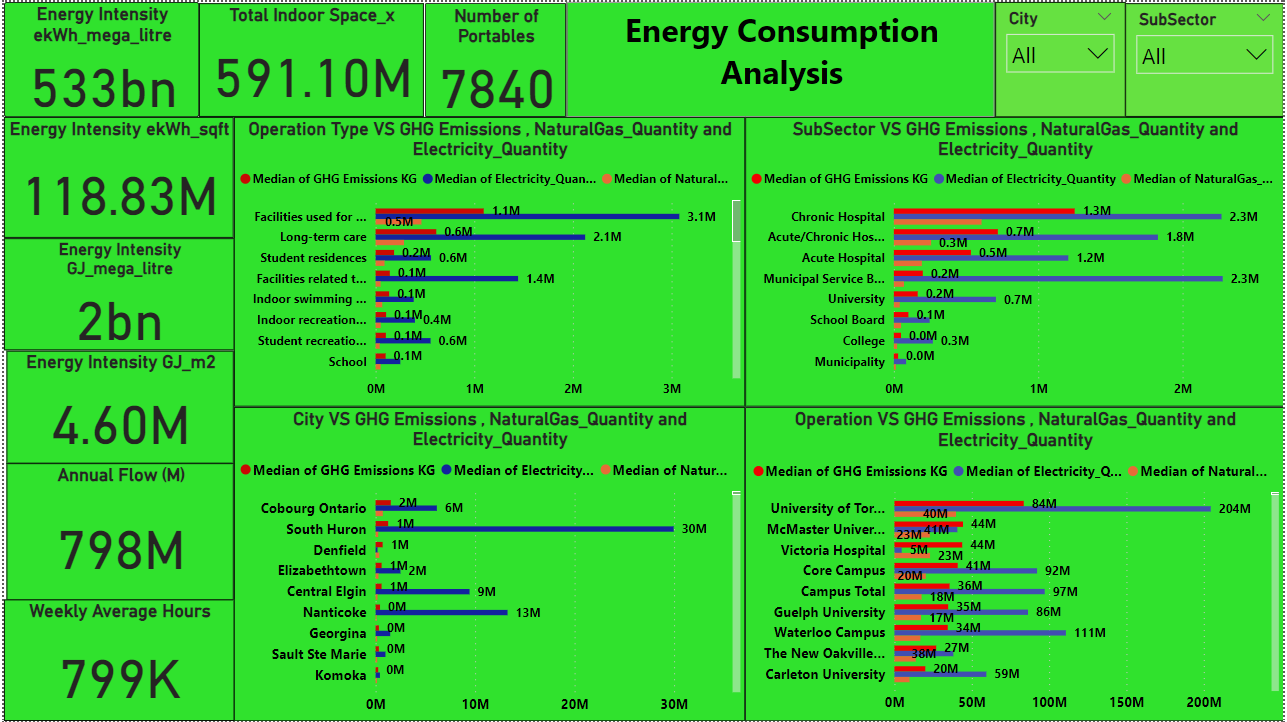 Energy Intensity
ekWh_mega_litre
533bn
Total Indoor Space_x
591.10M
Number of
Portables
7840
Energy Consumption
Analysis
City
All
SubSector
All
Energy Intensity ekWh_sqft
118.83M
Energy Intensity
GJ_mega_litre
2bn
Energy Intensity GJ_m2
4.60M
Annual Flow (M)
798M
Weekly Average Hours
799K
Operation Type VS GHG Emissions , NaturalGas_Quantity and
Electricity_Quantity
Median of GHG Emissions KG Median of Electricity_Quan... Median of Natural...
Facilities used for ... 1.1M 3.1M 0.5M
Long-term care 0.6M 2.1M
Student residences 0.2M 0.6M
Facilities related t... 0.1M 1.4M
Indoor swimming ... 0.1M
Indoor recreation... 0.1M 0.4M
Student recreatio... 0.1M 0.6M
School 0.1M
0M 1M 2M 3M
SubSector VS GHG Emissions , NaturalGas_Quantity and
Electricity_Quantity
Median of GHG Emissions KG Median of Electricity_Quantity Median of NaturalGas_...
Chronic Hospital 1.3M 2.3M
Acute/Chronic Hos... 0.7M 1.8M 0.3M
Acute Hospital 0.5M 1.2M
Municipal Service B... 0.2M 2.3M
University 0.2M 0.7M
School Board 0.1M
College 0.0M 0.3M
Municipality 0.0M
0M 1M 2M
City VS GHG Emissions , NaturalGas_Quantity and
Electricity_Quantity
Median of GHG Emissions KG Median of Electricity... Median of Natur...
Cobourg Ontario 2M 6M
South Huron 1M 30M
Denfield 1M
Elizabethtown 1M 2M
Central Elgin 1M 9M
Nanticoke 0M 13M
Georgina 0M
Sault Ste Marie 0M
Komoka 0M
0M 10M 20M 30M
Operation VS GHG Emissions , NaturalGas_Quantity and
Electricity_Quantity
Median of GHG Emissions KG Median of Electricity_Q... Median of Natural...
University of Tor... 84M 204M 40M
McMaster Univer... 44M 41M 23M
Victoria Hospital 44M 5M 23M
Core Campus 41M 92M 20M
Campus Total 36M 97M 18M
Guelph University 35M 86M 17M
Waterloo Campus 34M 111M
The New Oakville... 27M 38M
Carleton University 20M 59M
0M 50M 100M 150M 200M